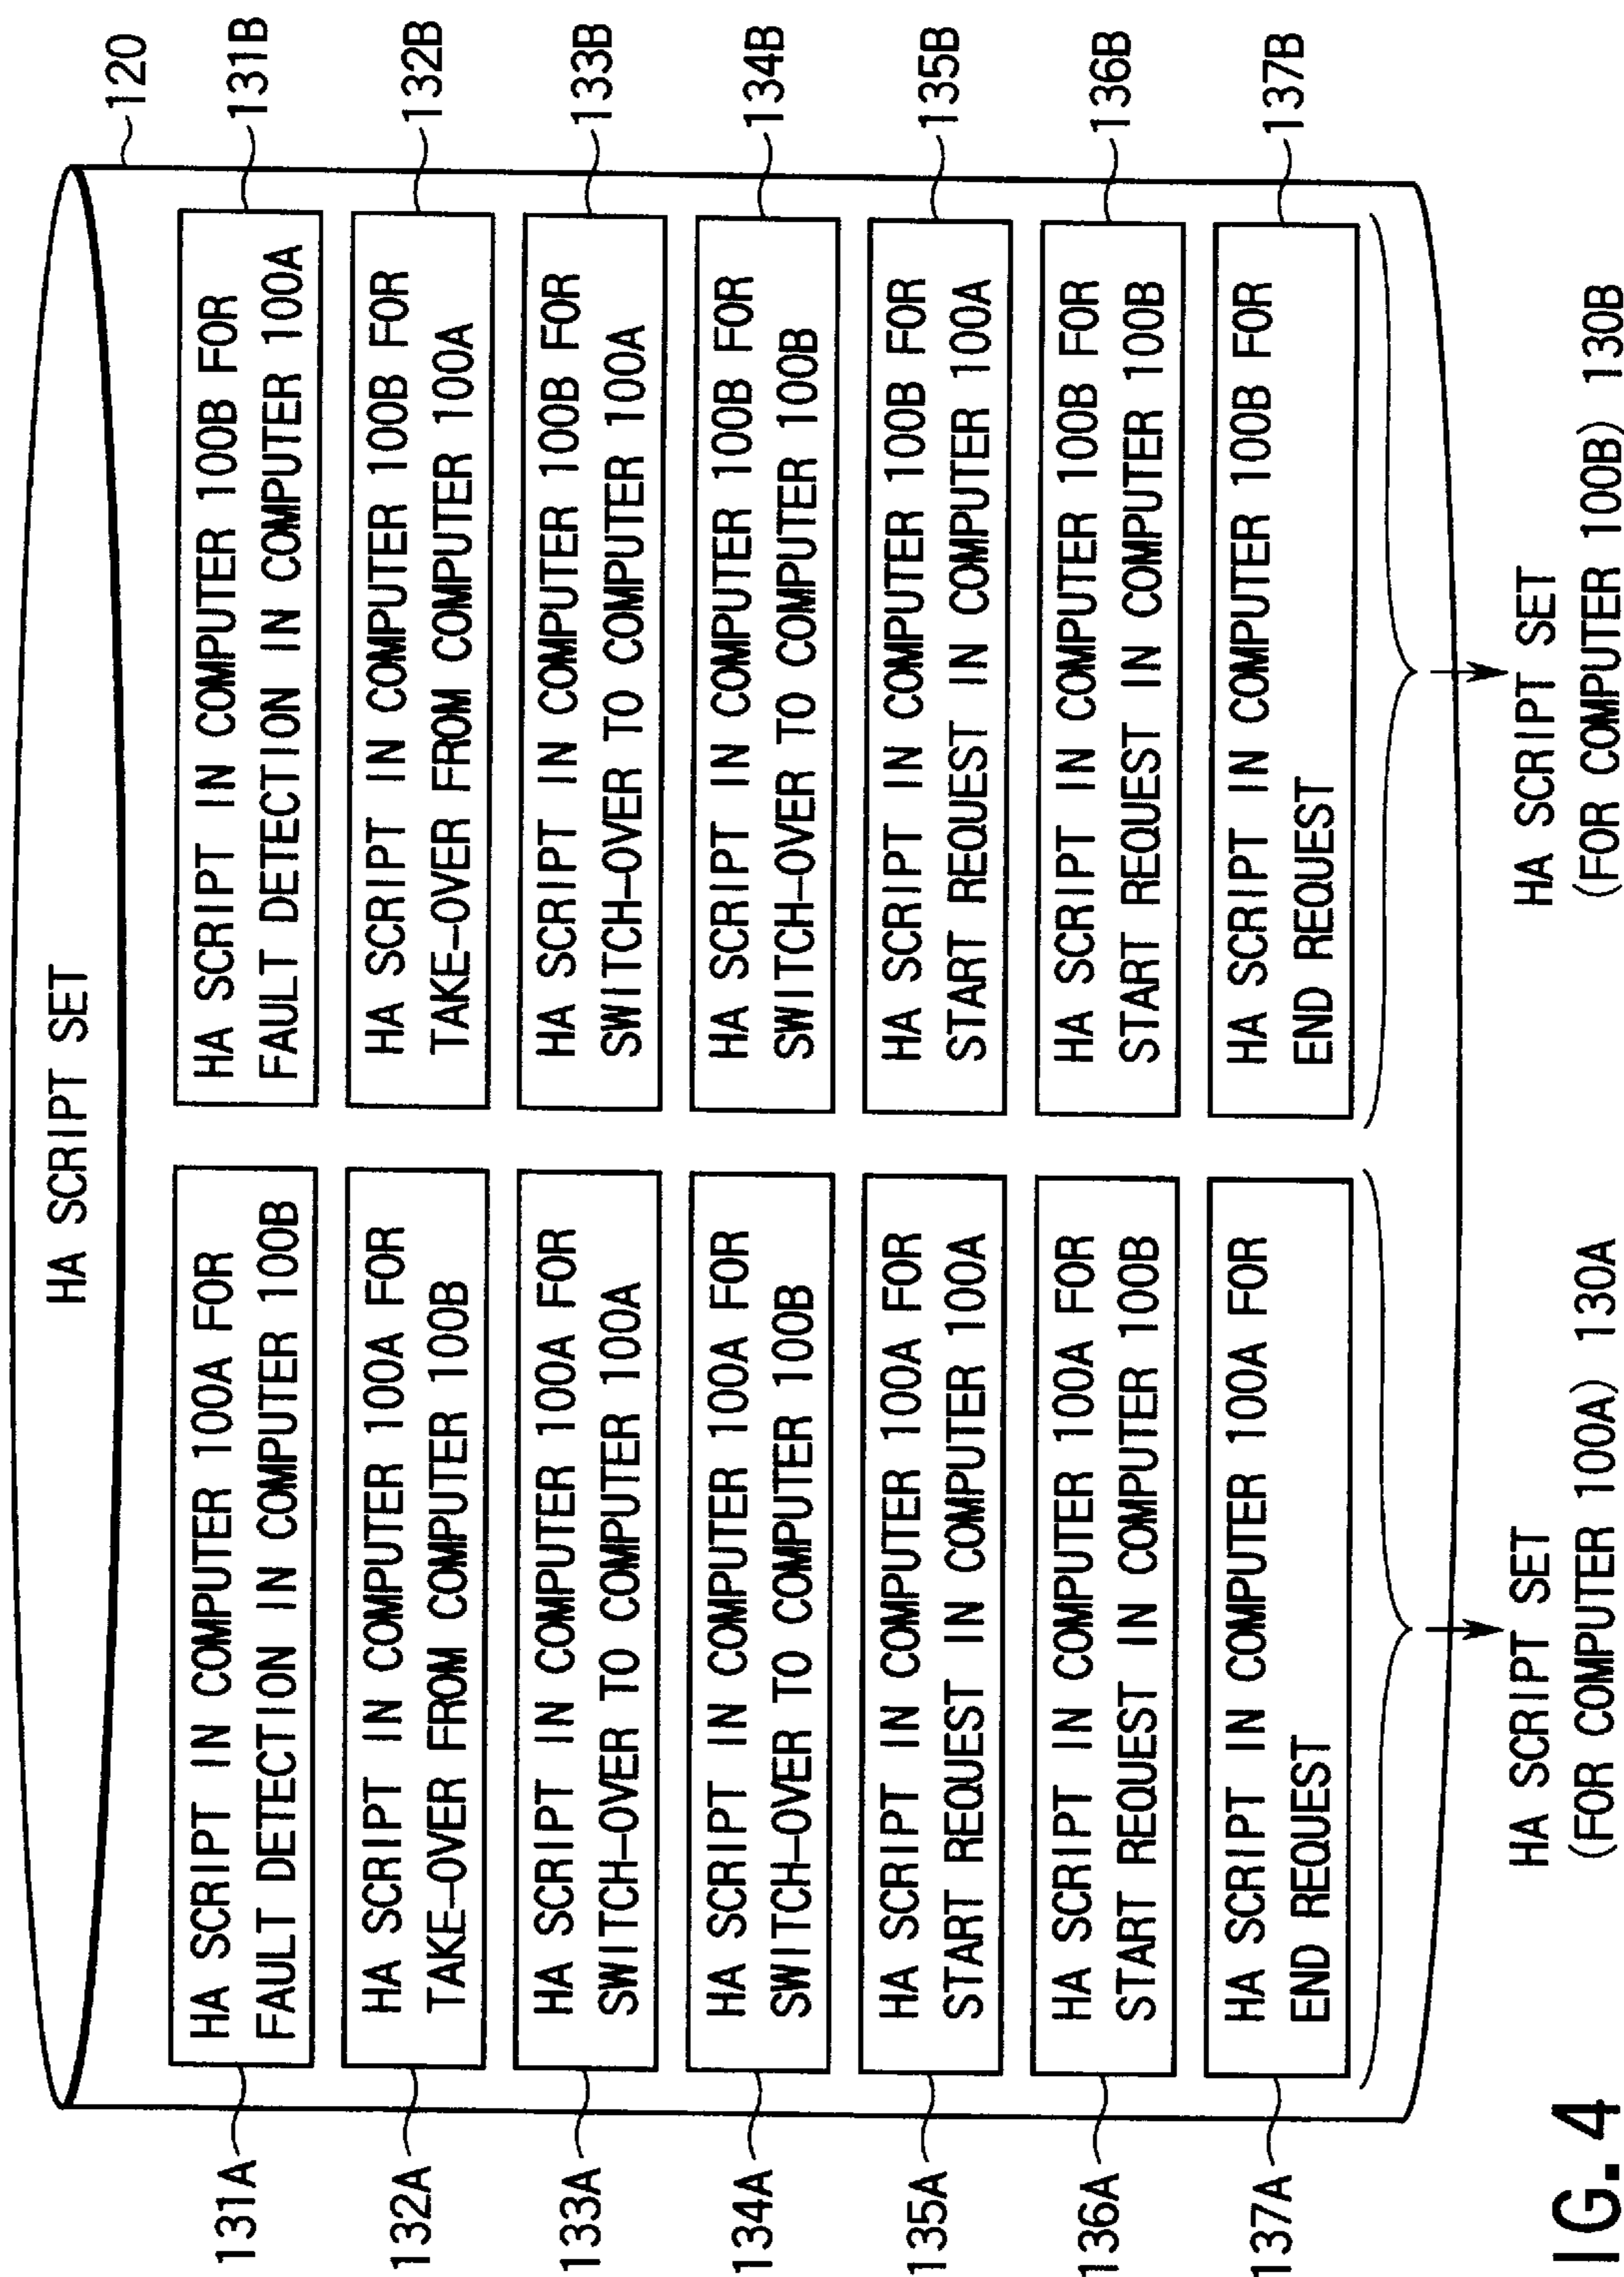 HA SCRIPT SET
120
131A
HA SCRIPT IN COMPUTER 100A FOR
FAULT DETECTION IN COMPUTER 100B
HA SCRIPT IN COMPUTER 100B FOR
FAULT DETECTION IN COMPUTER 100A
131B
132A
HA SCRIPT IN COMPUTER 100A FOR
TAKE-OVER FROM COMPUTER 100B
HA SCRIPT IN COMPUTER 100B FOR
TAKE-OVER FROM COMPUTER 100A
132B
133A
HA SCRIPT IN COMPUTER 100A FOR
SWITCH-OVER TO COMPUTER 100A
HA SCRIPT IN COMPUTER 100B FOR
SWITCH-OVER TO COMPUTER 100A
133B
134A
HA SCRIPT IN COMPUTER 100A FOR
SWITCH-OVER TO COMPUTER 100B
HA SCRIPT IN COMPUTER 100B FOR
SWITCH-OVER TO COMPUTER 100B
134B
135A
HA SCRIPT IN COMPUTER 100A FOR
START REQUEST IN COMPUTER 100A
HA SCRIPT IN COMPUTER 100B FOR
START REQUEST IN COMPUTER 100A
135B
136A
HA SCRIPT IN COMPUTER 100A FOR
START REQUEST IN COMPUTER 100B
HA SCRIPT IN COMPUTER 100B FOR
START REQUEST IN COMPUTER 100B
136B
137A
HA SCRIPT IN COMPUTER 100A FOR
END REQUEST
HA SCRIPT IN COMPUTER 100B FOR
END REQUEST
137B
HA SCRIPT SET
(FOR COMPUTER 100A) 130A
HA SCRIPT SET
(FOR COMPUTER 100B) 130B
IG. 4